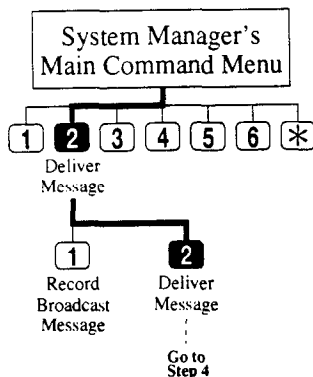 System Manager's
Main Command Menu
1 2 3 4 5 6 *
Deliver
Message
1 2
Record Deliver
Broadcast Message
Message
Go to
Step 4